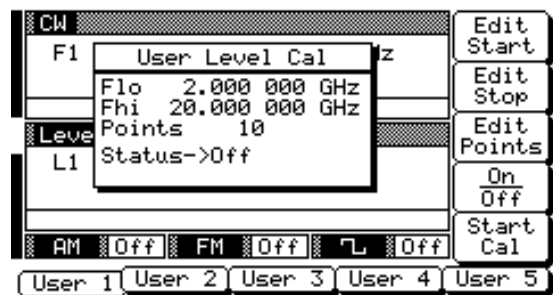 CW
F1
z
User Level Cal
Flo 2.000 000 GHz
Fhi 20.000 000 GHz
Points 10
Status->Off
Leve
L1
AM Off FM Off Off
User 1 User 2 User 3 User 4 User 5
Edit Start
Edit Stop
Edit Points
On
Off
Start Cal